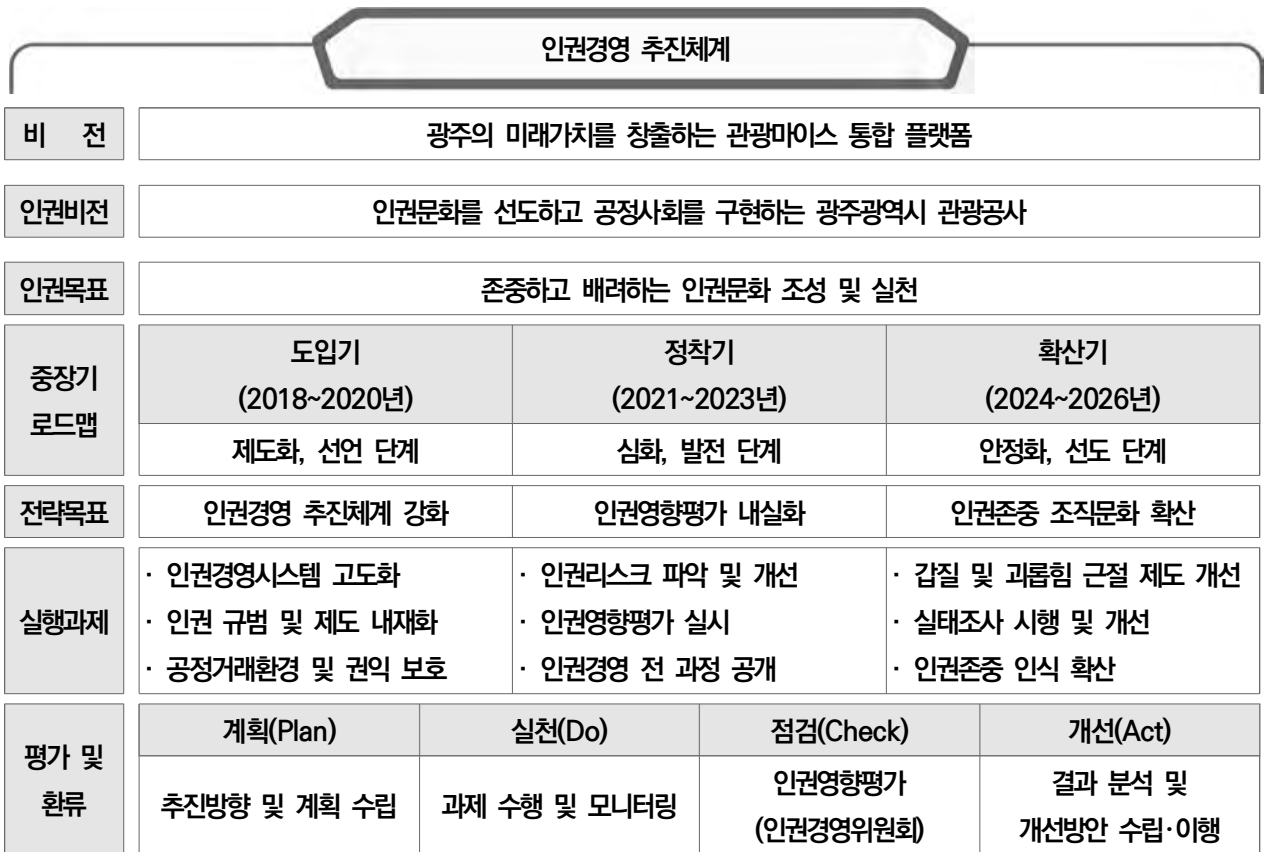 인권경영 추진체계
비 전
광주의 미래가치를 창출하는 관광마이스 통합 플랫폼
인권비전
인권문화를 선도하고 공정사회를 구현하는 광주광역시 관광공사
인권목표
존중하고 배려하는 인권문화 조성 및 실천
중장기
로드맵
도입기
(2018~2020년)
정착기
(2021~2023년)
확산기
(2024~2026년)
제도화, 선언 단계
심화, 발전 단계
안정화, 선도 단계
전략목표
인권경영 추진체계 강화
인권영향평가 내실화
인권존중 조직문화 확산
실행과제
· 인권경영시스템 고도화
· 인권 규범 및 제도 내재화
· 공정거래환경 및 권익 보호
· 인권리스크 파악 및 개선
· 인권영향평가 실시
· 인권경영 전 과정 공개
· 갑질 및 괴롭힘 근절 제도 개선
· 실태조사 시행 및 개선
· 인권존중 인식 확산
평가 및
환류
계획(Plan)
실천(Do)
점검(Check)
개선(Act)
추진방향 및 계획 수립
과제 수행 및 모니터링
인권영향평가
(인권경영위원회)
결과 분석 및
개선방안 수립·이행